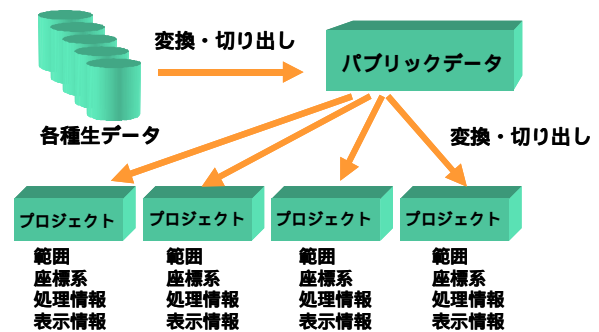 変換・切り出し
パブリックデータ
各種生データ
変換・切り出し
プロジェクト
プロジェクト
プロジェクト
プロジェクト
範囲
座標系
処理情報
表示情報
範囲
座標系
処理情報
表示情報
範囲
座標系
処理情報
表示情報
範囲
座標系
処理情報
表示情報